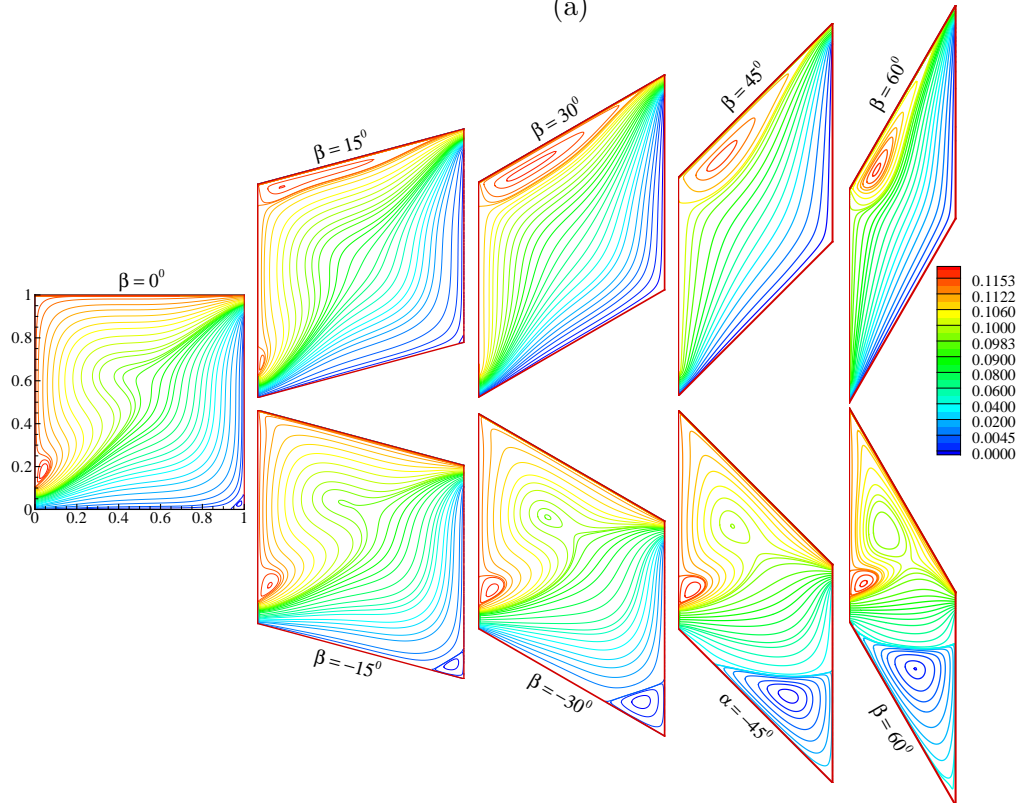 (a)
β = 0⁰
β = 15⁰
β = 30⁰
β = 45⁰
β = 60⁰
1
0.8
0.6
0.4
0.2
0
0 0.2 0.4 0.6 0.8 1
β = −15⁰
β = −30⁰
α = −45⁰
β = 60⁰
0.1153
0.1122
0.1060
0.1000
0.0983
0.0900
0.0800
0.0600
0.0400
0.0200
0.0045
0.0000